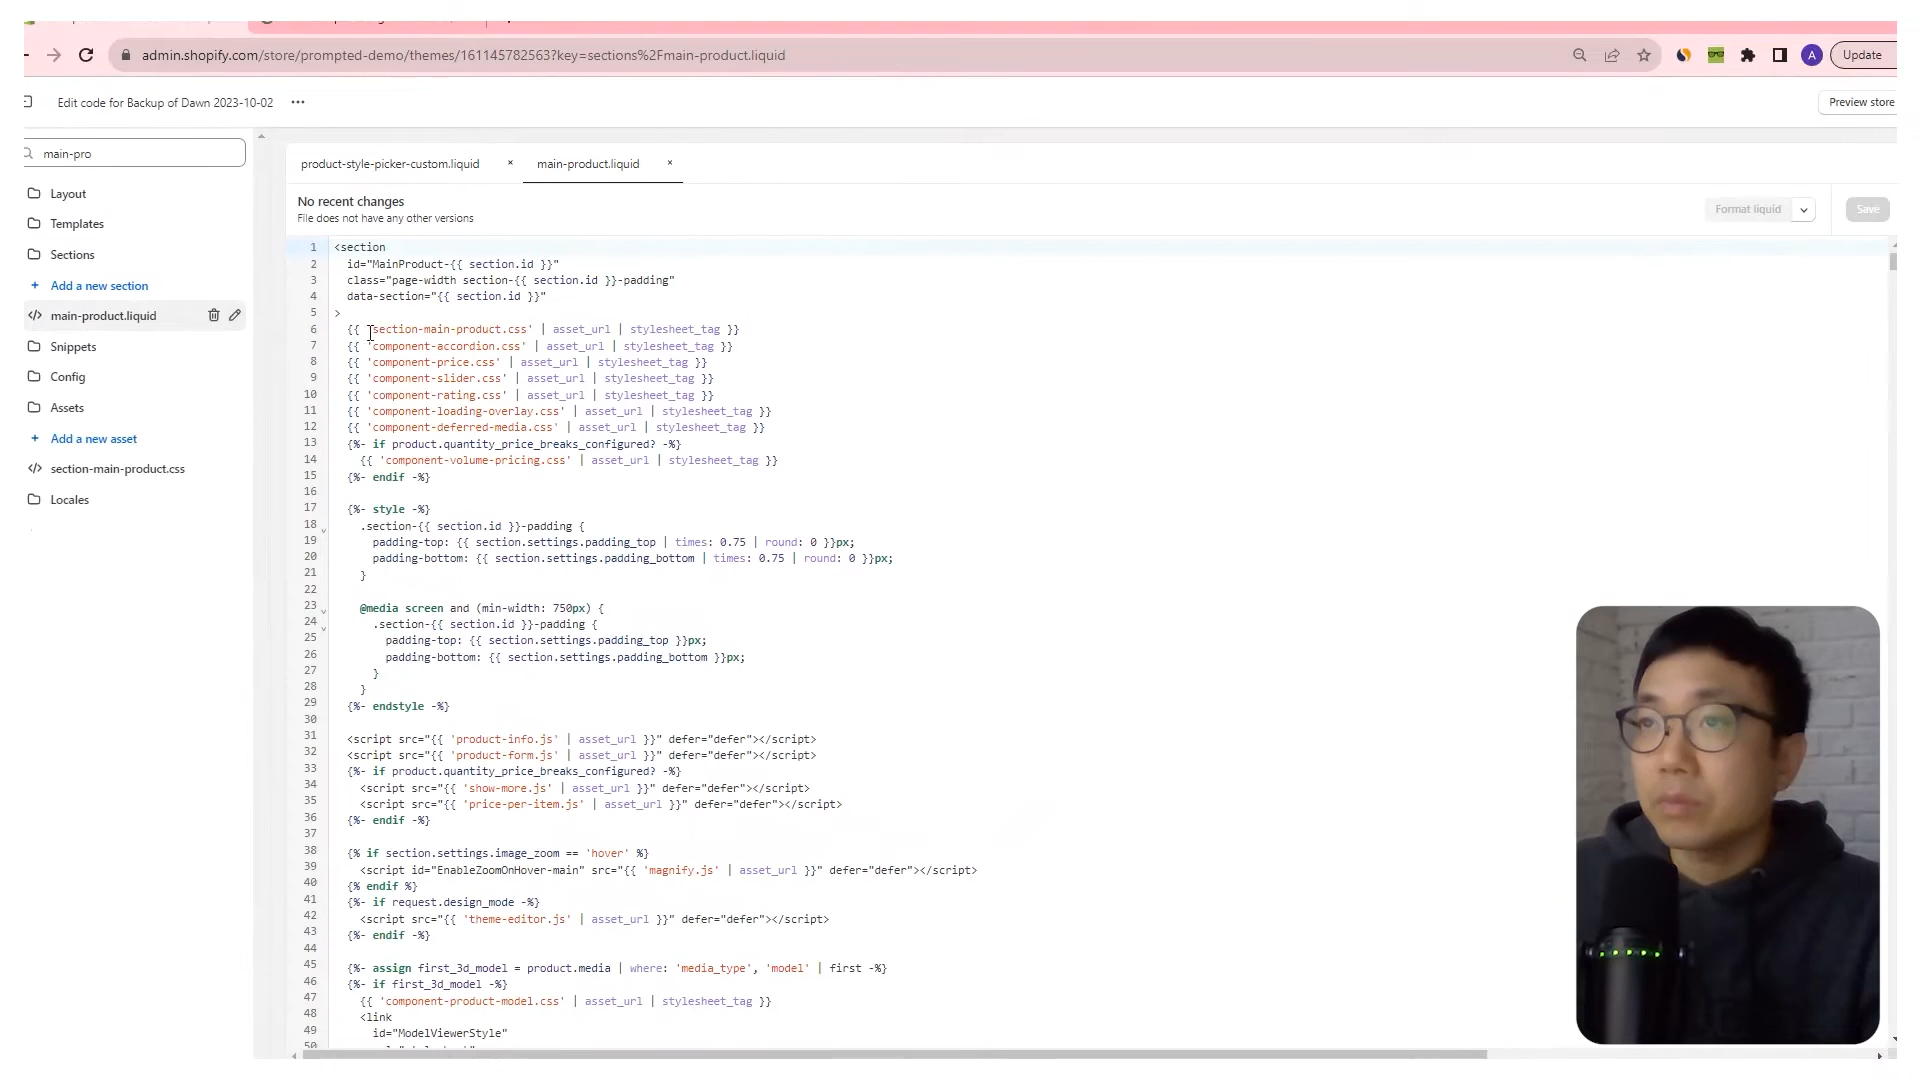 admin.shopify.com/store/prompted-demo/themes/161145782563?key=sections%2Fmain-product.liquid
A
Update
Edit code for Backup of Dawn 2023-10-02
•••
Preview store
main-pro
product-style-picker-custom.liquid ×
main-product.liquid ×
Layout
Templates
Sections
+ Add a new section
</> main-product.liquid
Snippets
Config
Assets
+ Add a new asset
</> section-main-product.css
Locales
No recent changes
File does not have any other versions
Format liquid
Save
1 <section
2 id="MainProduct-{{ section.id }}"
3 class="page-width section-{{ section.id }}-padding"
4 data-section="{{ section.id }}"
5 >
6 {{ 'section-main-product.css' | asset_url | stylesheet_tag }}
7 {{ 'component-accordion.css' | asset_url | stylesheet_tag }}
8 {{ 'component-price.css' | asset_url | stylesheet_tag }}
9 {{ 'component-slider.css' | asset_url | stylesheet_tag }}
10 {{ 'component-rating.css' | asset_url | stylesheet_tag }}
11 {{ 'component-loading-overlay.css' | asset_url | stylesheet_tag }}
12 {{ 'component-deferred-media.css' | asset_url | stylesheet_tag }}
13 {%- if product.quantity_price_breaks_configured? -%}
14 {{ 'component-volume-pricing.css' | asset_url | stylesheet_tag }}
15 {%- endif -%}
16
17 {%- style -%}
18 .section-{{ section.id }}-padding {
19 padding-top: {{ section.settings.padding_top | times: 0.75 | round: 0 }}px;
20 padding-bottom: {{ section.settings.padding_bottom | times: 0.75 | round: 0 }}px;
21 }
22
23 @media screen and (min-width: 750px) {
24 .section-{{ section.id }}-padding {
25 padding-top: {{ section.settings.padding_top }}px;
26 padding-bottom: {{ section.settings.padding_bottom }}px;
27 }
28 }
29 {%- endstyle -%}
30
31 <script src="{{ 'product-info.js' | asset_url }}" defer="defer"></script>
32 <script src="{{ 'product-form.js' | asset_url }}" defer="defer"></script>
33 {%- if product.quantity_price_breaks_configured? -%}
34 <script src="{{ 'show-more.js' | asset_url }}" defer="defer"></script>
35 <script src="{{ 'price-per-item.js' | asset_url }}" defer="defer"></script>
36 {%- endif -%}
37
38 {% if section.settings.image_zoom == 'hover' %}
39 <script id="EnableZoomOnHover-main" src="{{ 'magnify.js' | asset_url }}" defer="defer"></script>
40 {% endif %}
41 {%- if request.design_mode -%}
42 <script src="{{ 'theme-editor.js' | asset_url }}" defer="defer"></script>
43 {%- endif -%}
44
45 {%- assign first_3d_model = product.media | where: 'media_type', 'model' | first -%}
46 {%- if first_3d_model -%}
47 {{ 'component-product-model.css' | asset_url | stylesheet_tag }}
48 <link
49 id="ModelViewerStyle"
50